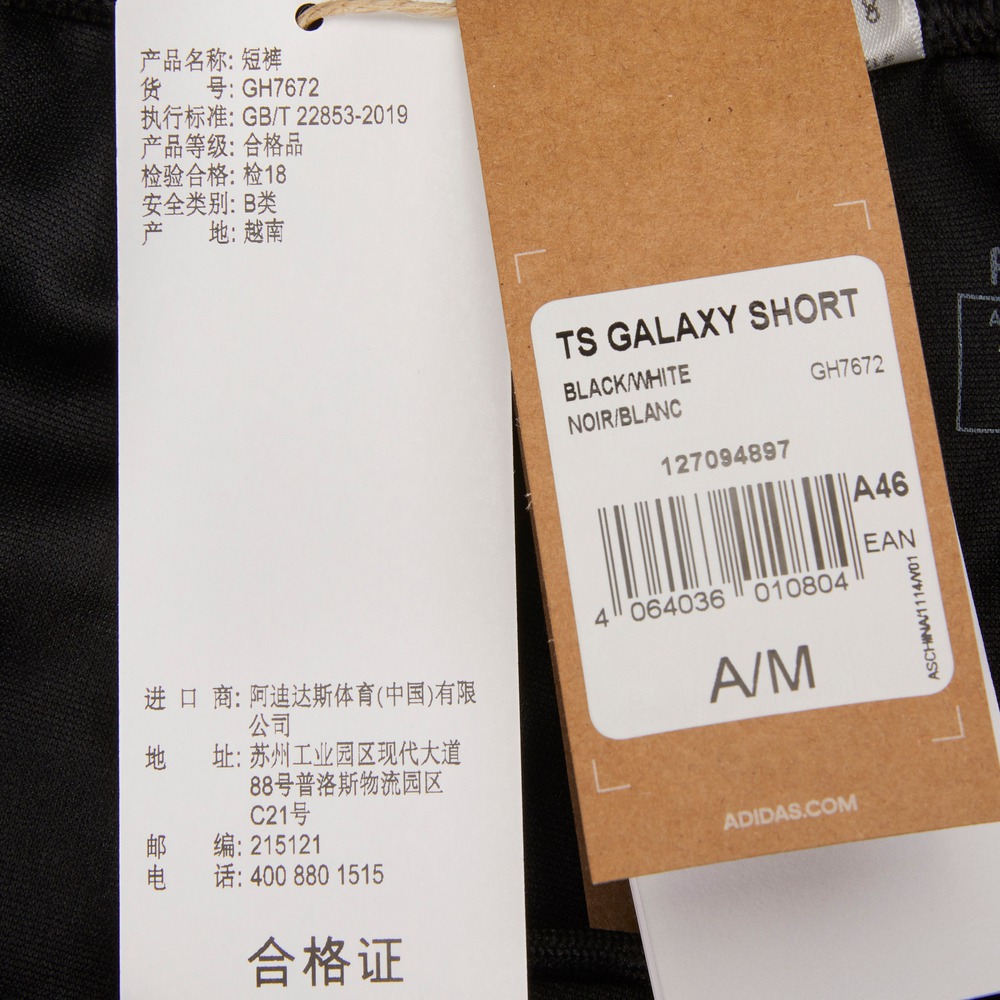 产品名称: 短裤
货 号: GH7672
执行标准: GB/T 22853-2019
产品等级: 合格品
检验合格: 检18
安全类别: B类
产 地: 越南
进 口 商: 阿迪达斯体育(中国)有限
公司
地 址: 苏州工业园区现代大道
88号普洛斯物流园区
C21号
邮 编: 215121
电 话: 400 880 1515
合格证
TS GALAXY SHORT
BLACK/WHITE GH7672
NOIR/BLANC
127094897
A46
EAN
4 064036 010804
ASCHINA/1114/V01
A/M
ADIDAS.COM